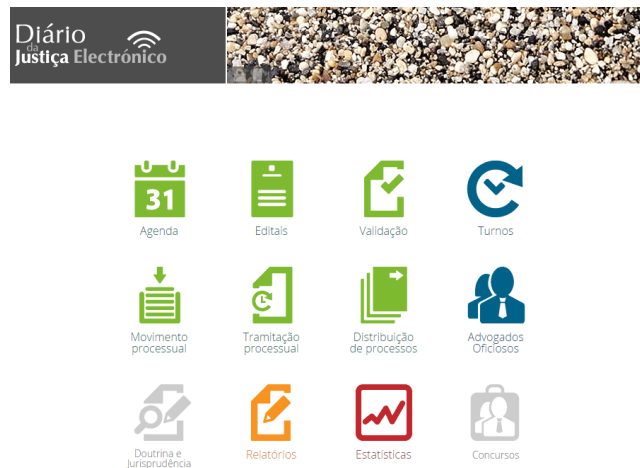 Diário
da
Justiça Electrónico
31
Agenda
Editais
Validação
Turnos
Movimento
processual
Tramitação
processual
Distribuição
de processos
Advogados
Oficiosos
Doutrina e
Jurisprudência
Relatórios
Estatísticas
Concursos